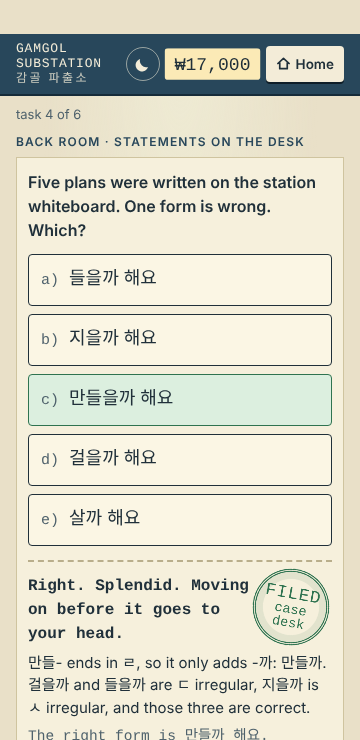 GAMGOL
SUBSTATION
감골 파출소
₩17,000
Home
task 4 of 6
BACK ROOM · STATEMENTS ON THE DESK
Five plans were written on the station
whiteboard. One form is wrong.
Which?
a) 들을까 해요
b) 지을까 해요
c) 만들을까 해요
d) 걸을까 해요
e) 살까 해요
Right. Splendid. Moving
on before it goes to
your head.
FILED
case
desk
만들- ends in ㄹ, so it only adds -까: 만들까.
걸을까 and 들을까 are ㄷ irregular, 지을까 is
ㅅ irregular, and those three are correct.
The right form is 만들까 해요.